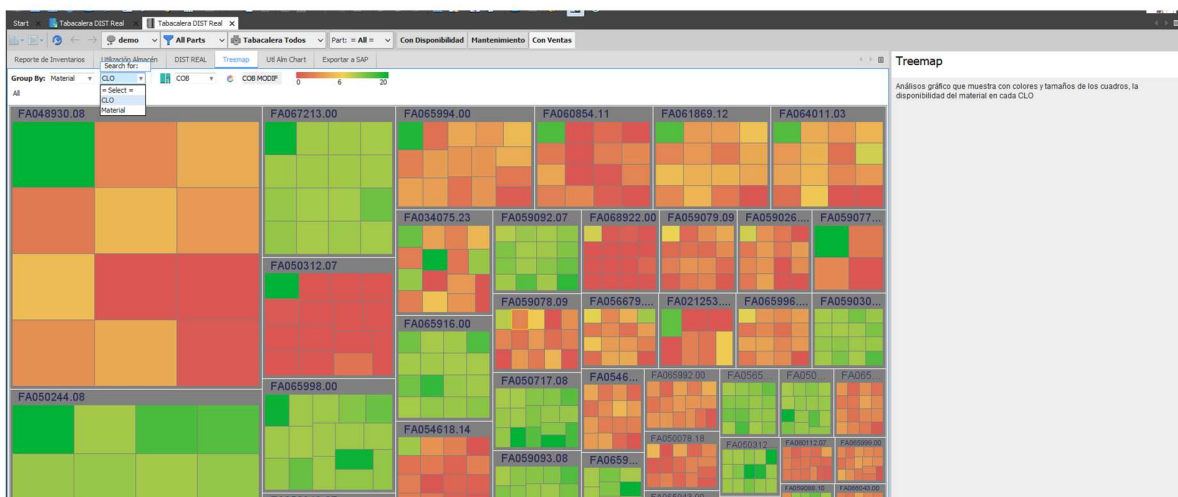 Start
Tabacalera DIST Real
Tabacalera DIST Real
demo
All Parts
Tabacalera Todos
Part: = All =
Con Disponibilidad
Mantenimiento
Con Ventas
Reporte de Inventarios
Utilización Almacén
DIST REAL
Treemap
Utl Alm Chart
Exportar a SAP
Search for:
Group By:
Material
CLO
COB
COB MODIF
0 6 20
All
= Select =
CLO
Material
Treemap
Análisos gráfico que muestra con colores y tamaños de los cuadros, la
disponibilidad del material en cada CLO
FA048930.08
FA067213.00
FA065994.00
FA060854.11
FA061869.12
FA064011.03
FA034075.23
FA059092.07
FA068922.00
FA059079.09
FA059026....
FA059077...
FA050312.07
FA059078.09
FA056679....
FA021253....
FA065996....
FA059030...
FA065916.00
FA065998.00
FA050717.08
FA0546...
FA065992.00
FA0565...
FA050...
FA065...
FA050244.08
FA054618.14
FA059093.08
FA0659...
FA050078.18
FA050312
FA060112.07
FA065999.00